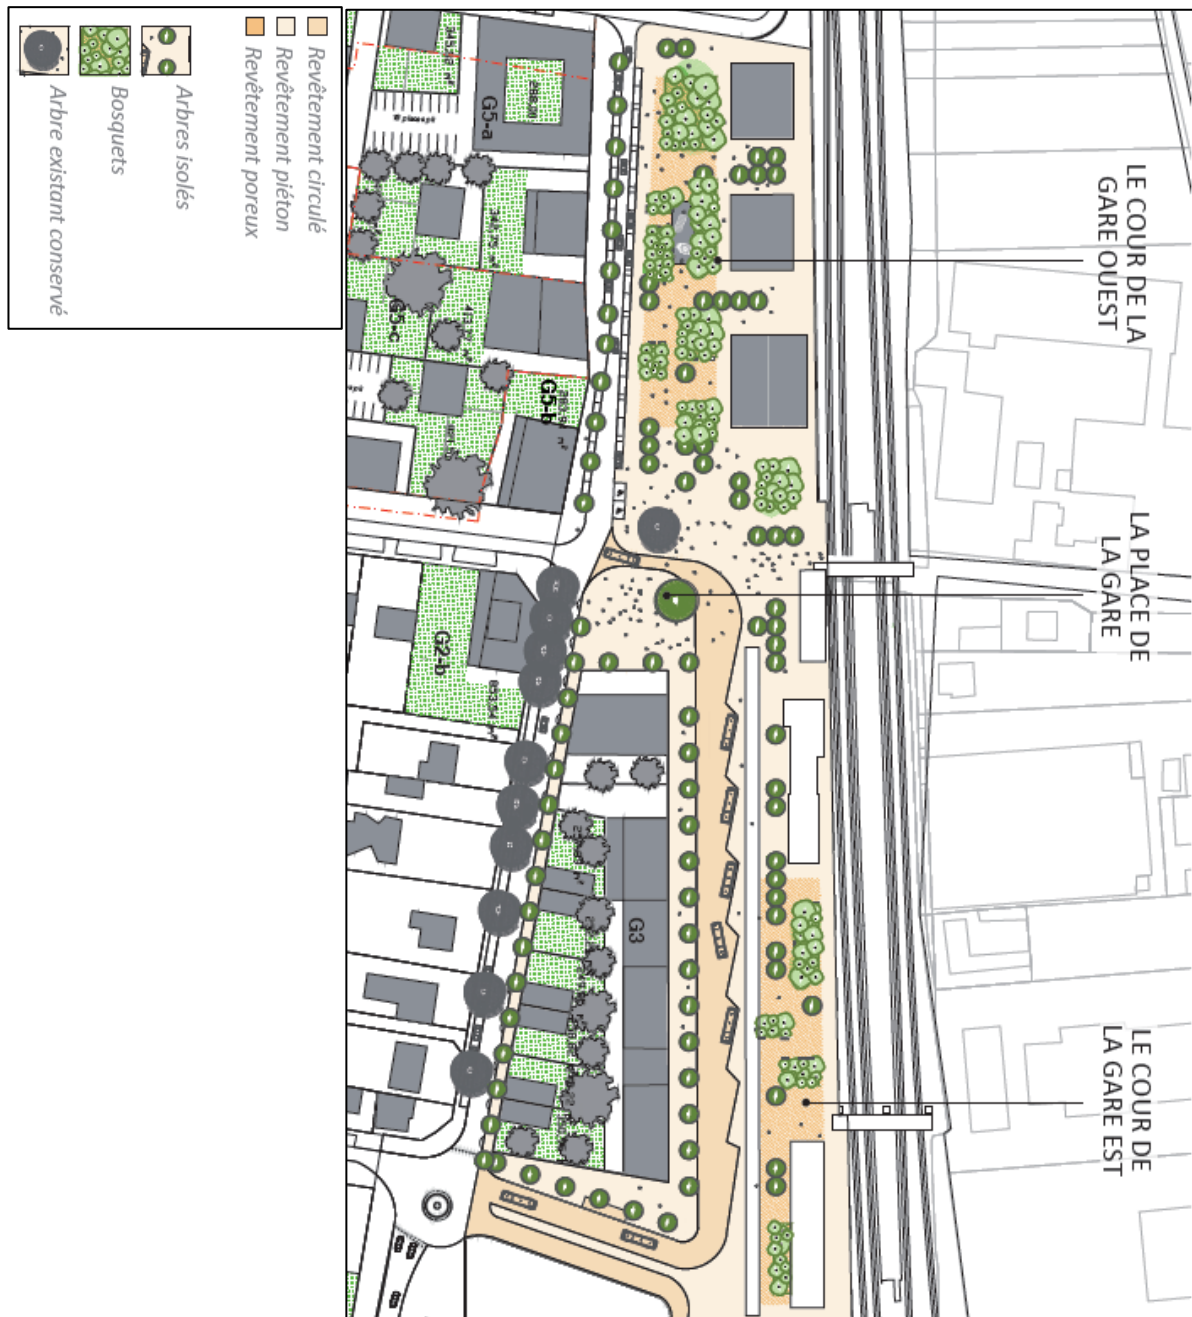 LE COUR DE LA
GARE OUEST
LA PLACE DE
LA GARE
LE COUR DE
LA GARE EST
G5-a
G5-c
G5-b
G2-b
G3
Revêtement circulé
Revêtement piéton
Revêtement poreux
Arbres isolés
Bosquets
Arbre existant conservé